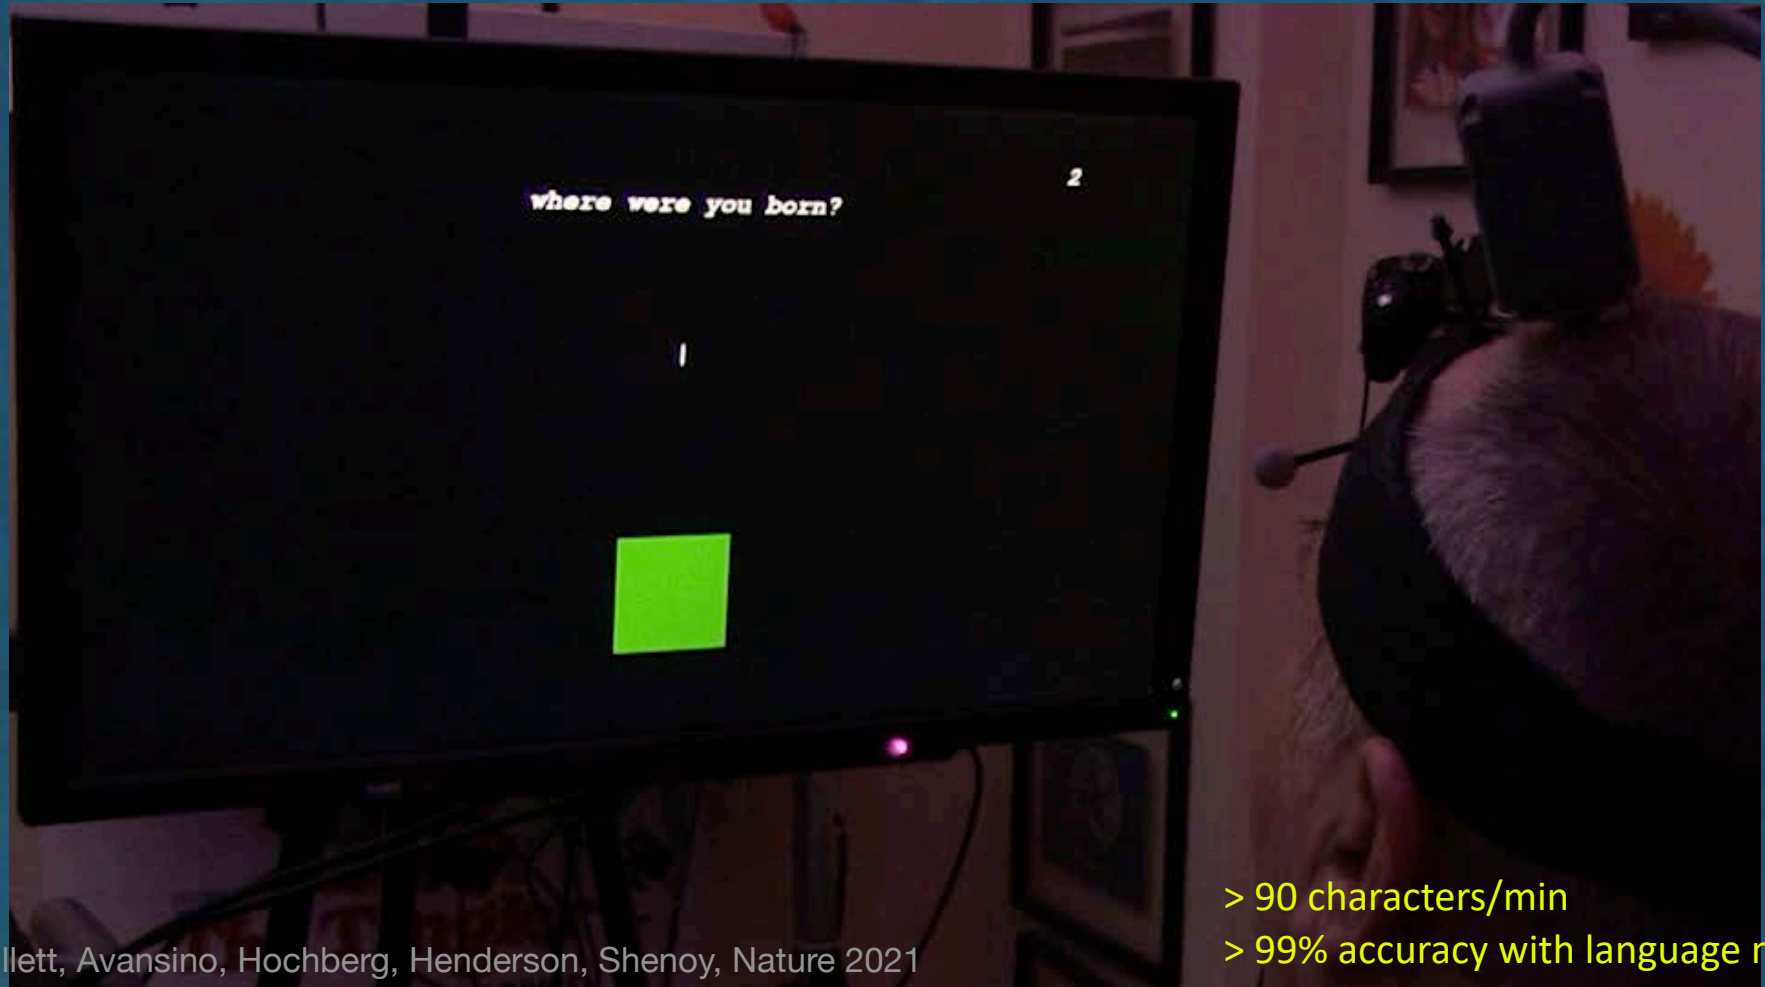 2
where were you born?
> 90 characters/min
> 99% accuracy with language
llett, Avansino, Hochberg, Henderson, Shenoy, Nature 2021